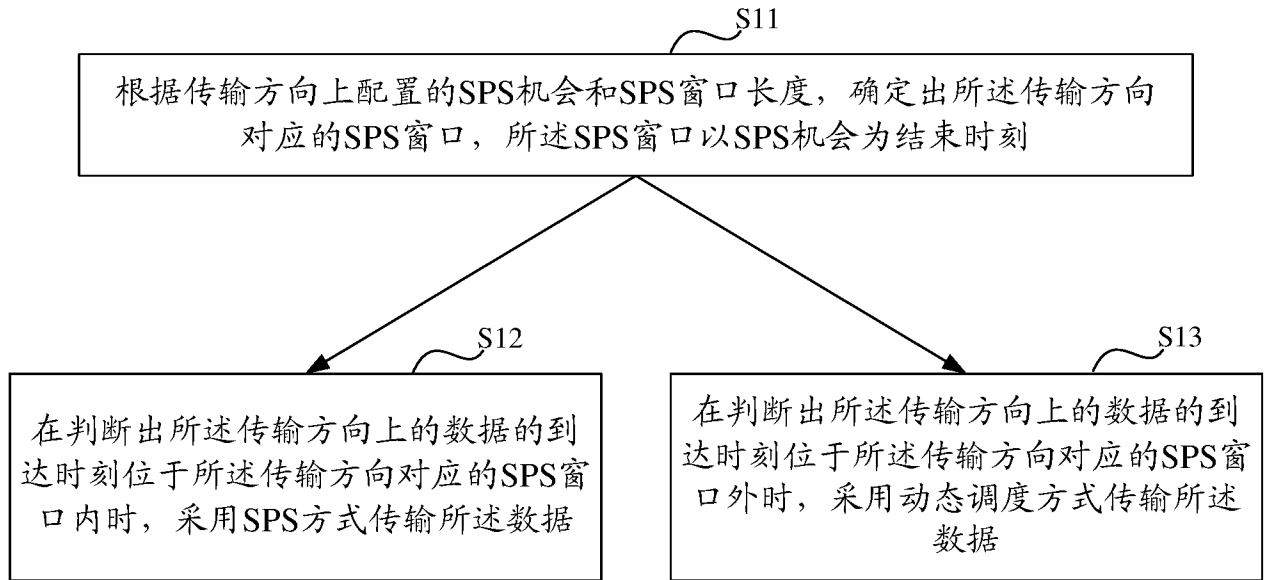 S11
根据传输方向上配置的SPS机会和SPS窗口长度，确定出所述传输方向
对应的SPS窗口，所述SPS窗口以SPS机会为结束时刻
S12
在判断出所述传输方向上的数据的到
达时刻位于所述传输方向对应的SPS窗
口内时，采用SPS方式传输所述数据
S13
在判断出所述传输方向上的数据的到
达时刻位于所述传输方向对应的SPS窗
口外时，采用动态调度方式传输所述
数据